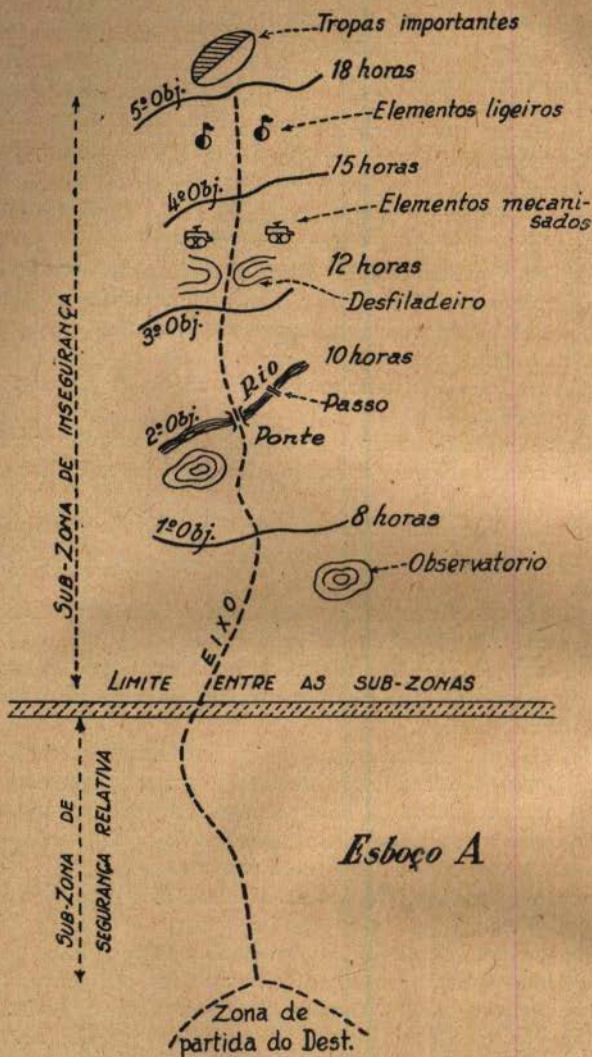 Tropas importantes
18 horas
5º Obj.
Elementos ligeiros
15 horas
4º Obj.
Elementos mecani-
sados
12 horas
Desfiladeiro
3º Obj.
10 horas
Rio
Passo
2º Obj.
Ponte
8 horas
1º Obj.
Observatorio
SUB-ZONA DE INSEGURANÇA
EIXO
LIMITE ENTRE AS SUB-ZONAS
SUB-ZONA DE
SEGURANÇA RELATIVA
Esboço A
Zona de
partida do Dest.